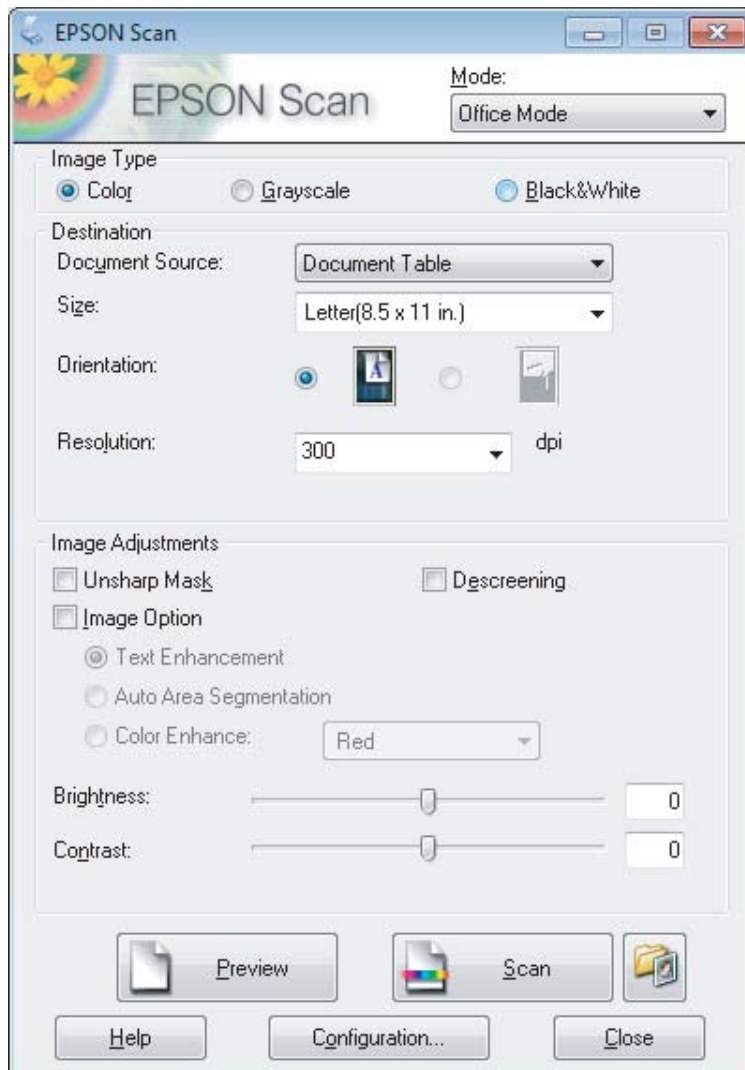 EPSON Scan
EPSON Scan
Mode:
Office Mode
Image Type
Color Grayscale Black&White
Destination
Document Source: Document Table
Size: Letter(8.5 x 11 in.)
Orientation: A
Resolution: 300 dpi
Image Adjustments
Unsharp Mask Descreening
Image Option
Text Enhancement
Auto Area Segmentation
Color Enhance: Red
Brightness: 0
Contrast: 0
Preview Scan
Help Configuration... Close